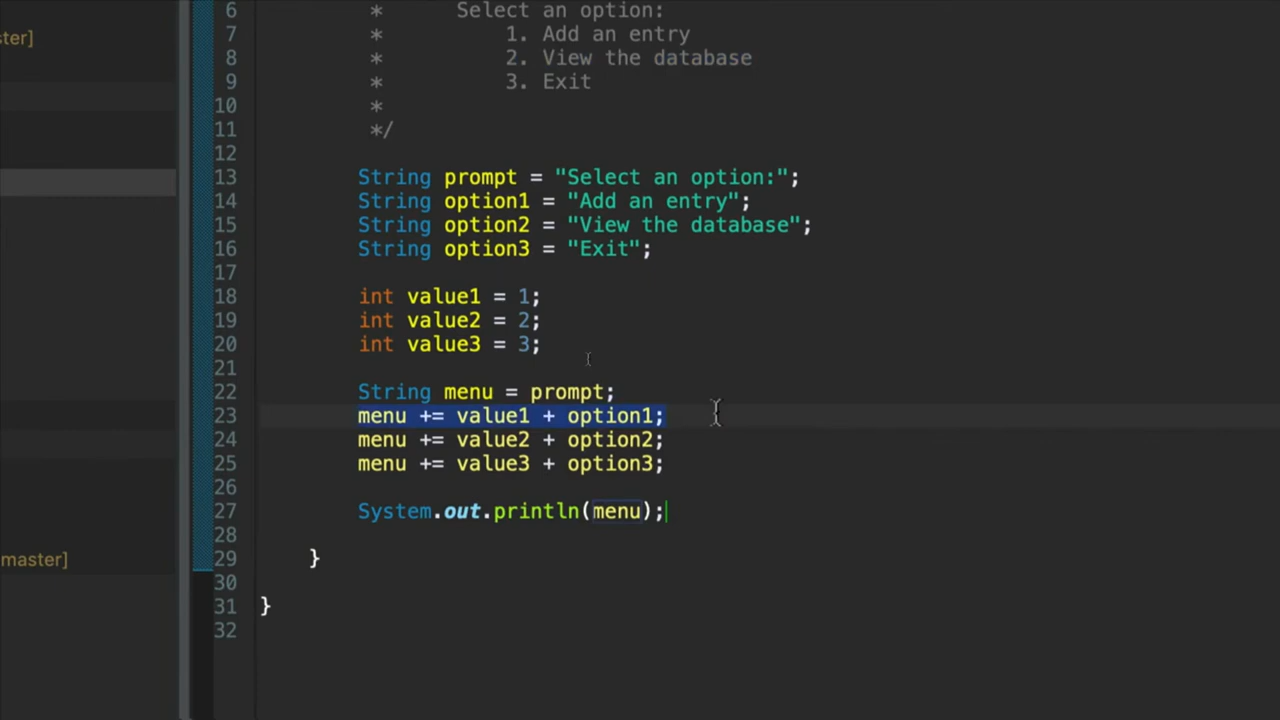 6 * Select an option:
ster]
7 * 1. Add an entry
8 * 2. View the database
9 * 3. Exit
10 *
11 */
12
13 String prompt = "Select an option:";
14 String option1 = "Add an entry";
15 String option2 = "View the database";
16 String option3 = "Exit";
17
18 int value1 = 1;
19 int value2 = 2;
20 int value3 = 3;
21
22 String menu = prompt;
23 menu += value1 + option1;
24 menu += value2 + option2;
25 menu += value3 + option3;
26
27 System.out.println(menu);
28
29 }
master]
30
31 }
32